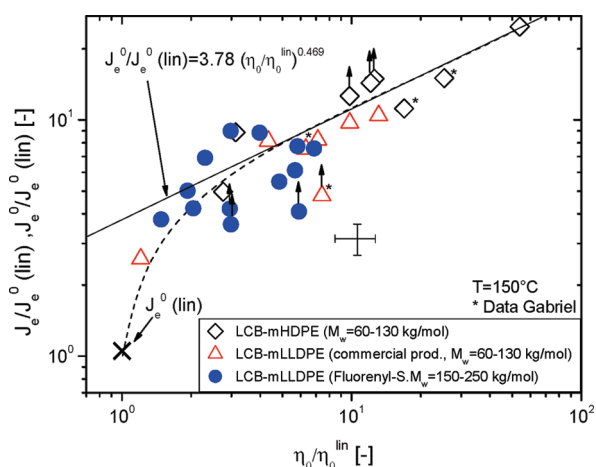 J_e^0/J_e^0 (lin)=3.78 (η_0/η_0^lin)^0.469
J_e/J_e^0 (lin) ,J_e^0/J_e^0 (lin) [-]
10^1
10^0
*
*
*
*
J_e^0 (lin)
T=150°C
* Data Gabriel
LCB-mHDPE (M_w=60-130 kg/mol)
LCB-mLLDPE (commercial prod., M_w=60-130 kg/mol)
LCB-mLLDPE (Fluorenyl-S.M_w=150-250 kg/mol)
10^0
10^1
10^2
η_0/η_0^lin [-]